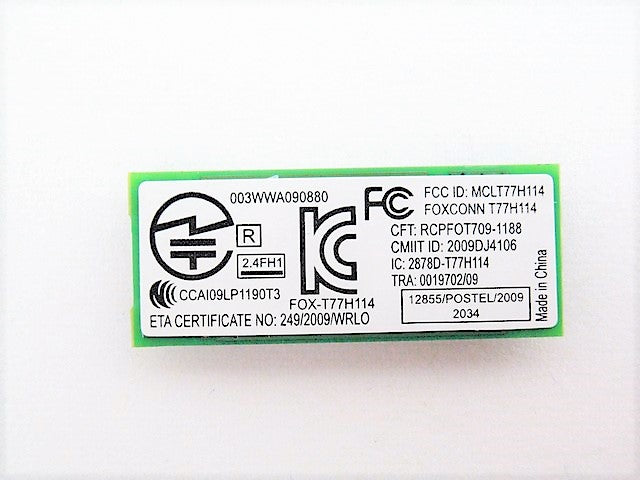 003WWA090880
R
2.4FH1
CCAI09LP1190T3
FOX-T77H114
ETA CERTIFICATE NO: 249/2009/WRLO
FC
FCC ID: MCLT77H114
FOXCONN T77H114
CFT: RCPFOT709-1188
CMIIT ID: 2009DJ4106
IC: 2878D-T77H114
TRA: 0019702/09
12855/POSTEL/2009
2034
Made in China